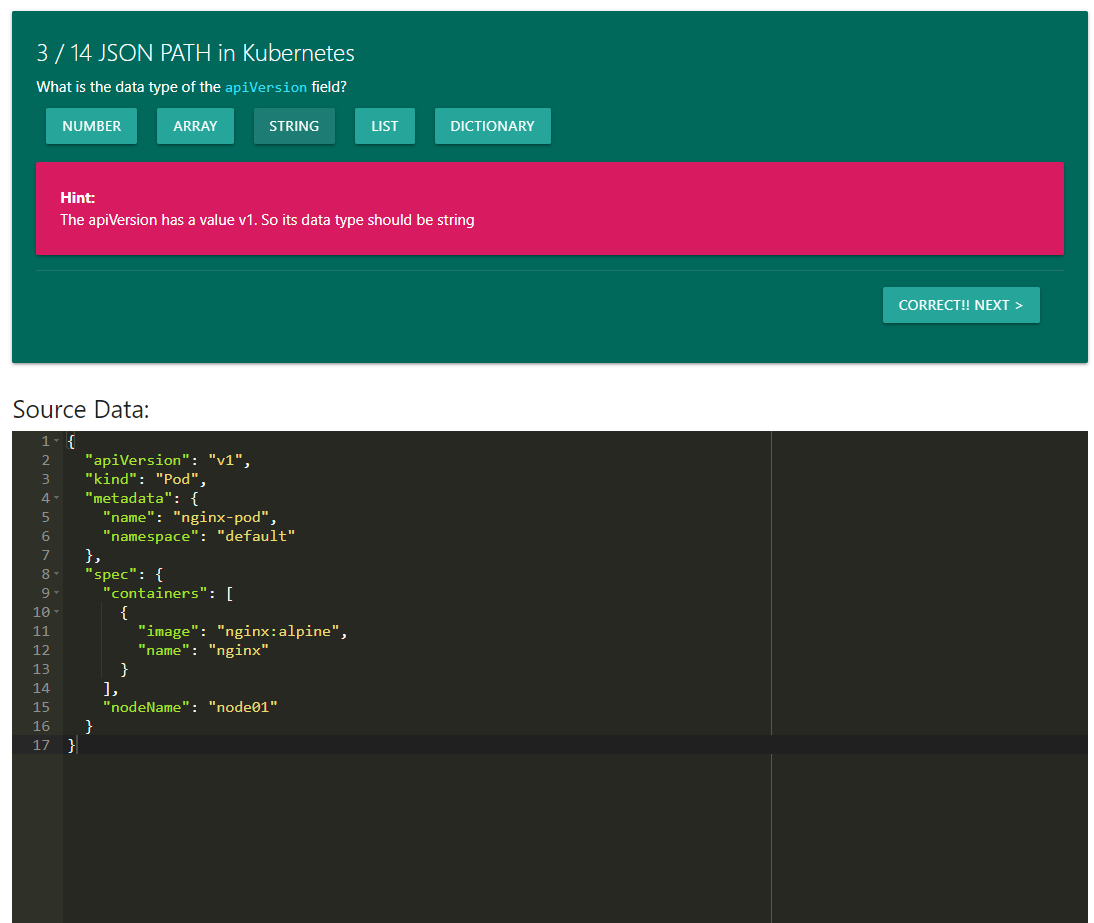 3 / 14 JSON PATH in Kubernetes
What is the data type of the apiVersion field?
NUMBER ARRAY STRING LIST DICTIONARY
Hint:
The apiVersion has a value v1. So its data type should be string
CORRECT!! NEXT >
Source Data:
1 {
2 "apiVersion": "v1",
3 "kind": "Pod",
4 "metadata": {
5 "name": "nginx-pod",
6 "namespace": "default"
7 },
8 "spec": {
9 "containers": [
10 {
11 "image": "nginx:alpine",
12 "name": "nginx"
13 }
14 ],
15 "nodeName": "node01"
16 }
17 }